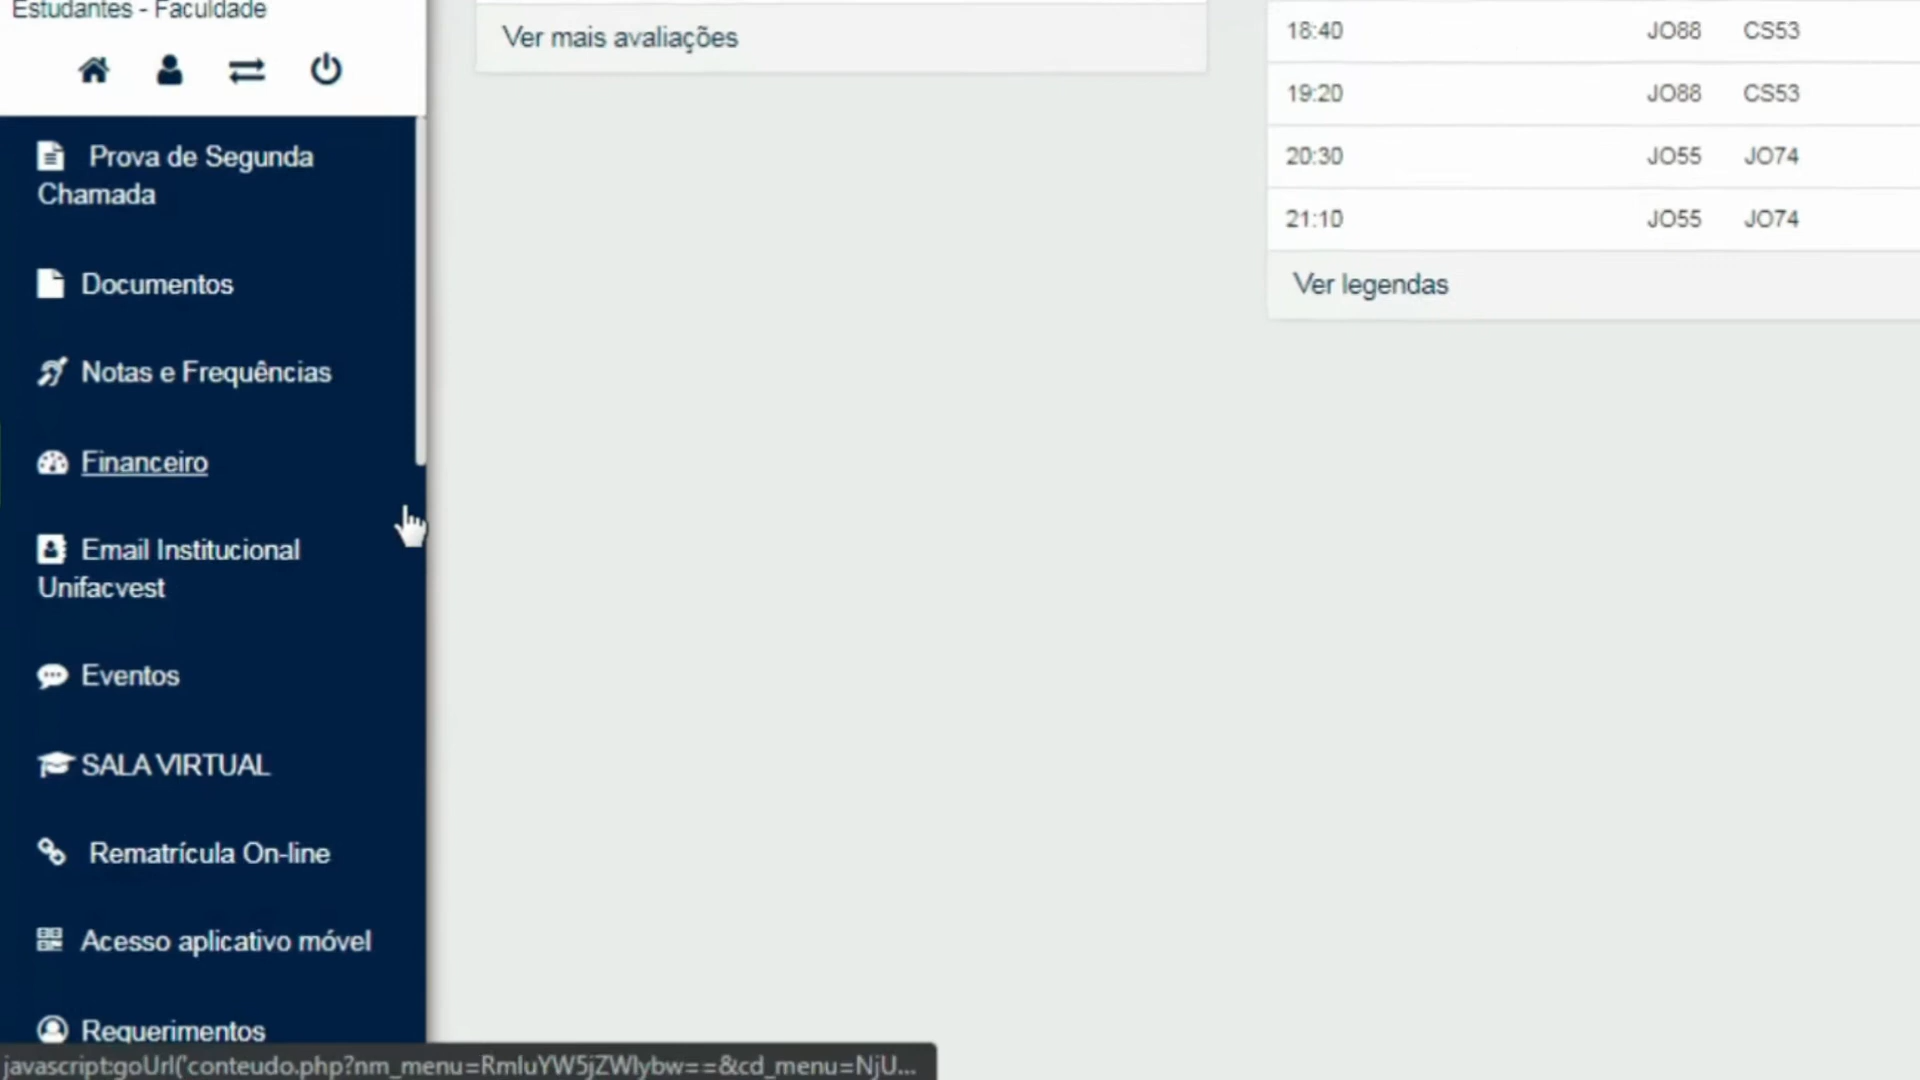 Estudantes - Faculdade
Prova de Segunda
Chamada
Documentos
Notas e Frequências
Financeiro
Email Institucional
Unifacvest
Eventos
SALA VIRTUAL
Rematrícula On-line
Acesso aplicativo móvel
Requerimentos
Ver mais avaliações
18:40 JO88 CS53
19:20 JO88 CS53
20:30 JO55 JO74
21:10 JO55 JO74
Ver legendas
javascript:goUrl('conteudo.php?nm_menu=RmluYW5jZWlybw==&cd_menu=NjU...